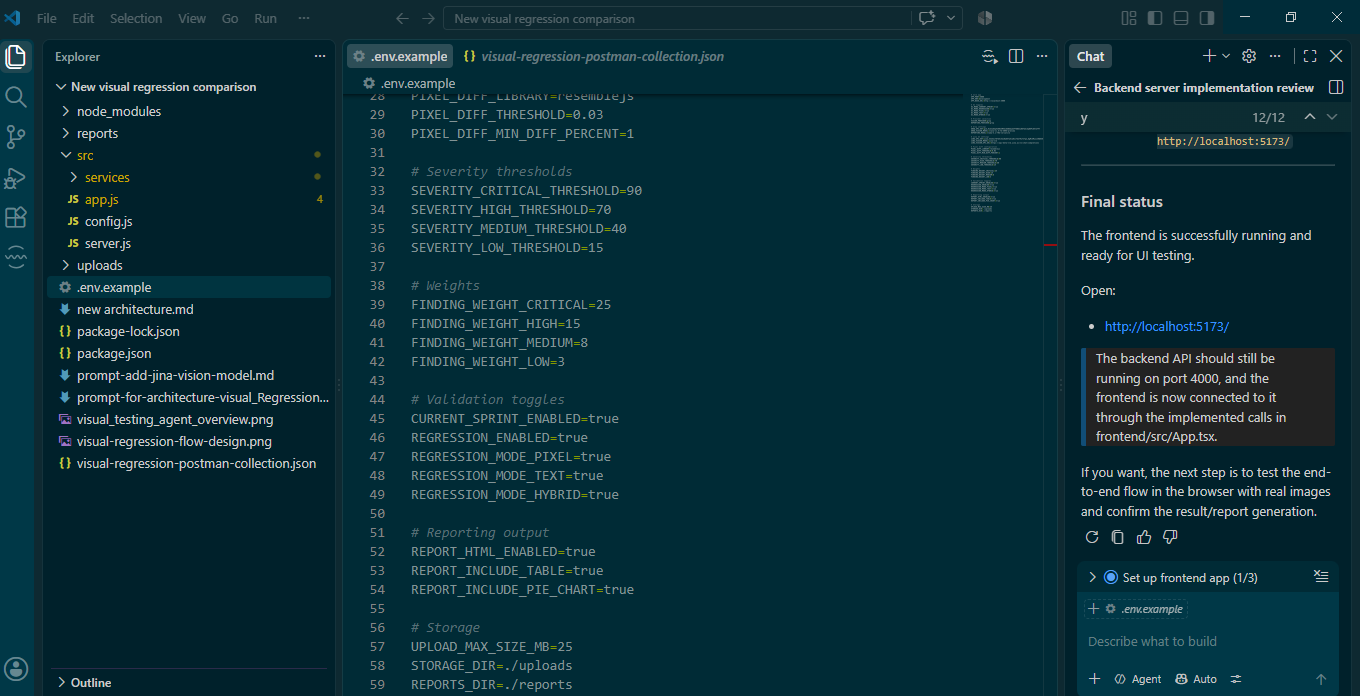 File Edit Selection View Go Run ···
New visual regression comparison
Explorer
New visual regression comparison
node_modules
reports
src
services
JS app.js 4
JS config.js
JS server.js
uploads
.env.example
new architecture.md
{} package-lock.json
{} package.json
prompt-add-jina-vision-model.md
prompt-for-architecture-visual_Regression...
visual_testing_agent_overview.png
visual-regression-flow-design.png
{} visual-regression-postman-collection.json
Outline
.env.example
{} visual-regression-postman-collection.json
.env.example
28 PIXEL_DIFF_LIBRARY=resemblejs
29 PIXEL_DIFF_THRESHOLD=0.03
30 PIXEL_DIFF_MIN_DIFF_PERCENT=1
31
32 # Severity thresholds
33 SEVERITY_CRITICAL_THRESHOLD=90
34 SEVERITY_HIGH_THRESHOLD=70
35 SEVERITY_MEDIUM_THRESHOLD=40
36 SEVERITY_LOW_THRESHOLD=15
37
38 # Weights
39 FINDING_WEIGHT_CRITICAL=25
40 FINDING_WEIGHT_HIGH=15
41 FINDING_WEIGHT_MEDIUM=8
42 FINDING_WEIGHT_LOW=3
43
44 # Validation toggles
45 CURRENT_SPRINT_ENABLED=true
46 REGRESSION_ENABLED=true
47 REGRESSION_MODE_PIXEL=true
48 REGRESSION_MODE_TEXT=true
49 REGRESSION_MODE_HYBRID=true
50
51 # Reporting output
52 REPORT_HTML_ENABLED=true
53 REPORT_INCLUDE_TABLE=true
54 REPORT_INCLUDE_PIE_CHART=true
55
56 # Storage
57 UPLOAD_MAX_SIZE_MB=25
58 STORAGE_DIR=./uploads
59 REPORTS_DIR=./reports
Chat
Backend server implementation review
y 12/12
http://localhost:5173/
Final status
The frontend is successfully running and
ready for UI testing.
Open:
• http://localhost:5173/
The backend API should still be
running on port 4000, and the
frontend is now connected to it
through the implemented calls in
frontend/src/App.tsx.
If you want, the next step is to test the end-
to-end flow in the browser with real images
and confirm the result/report generation.
Set up frontend app (1/3)
.env.example
Describe what to build
Agent Auto